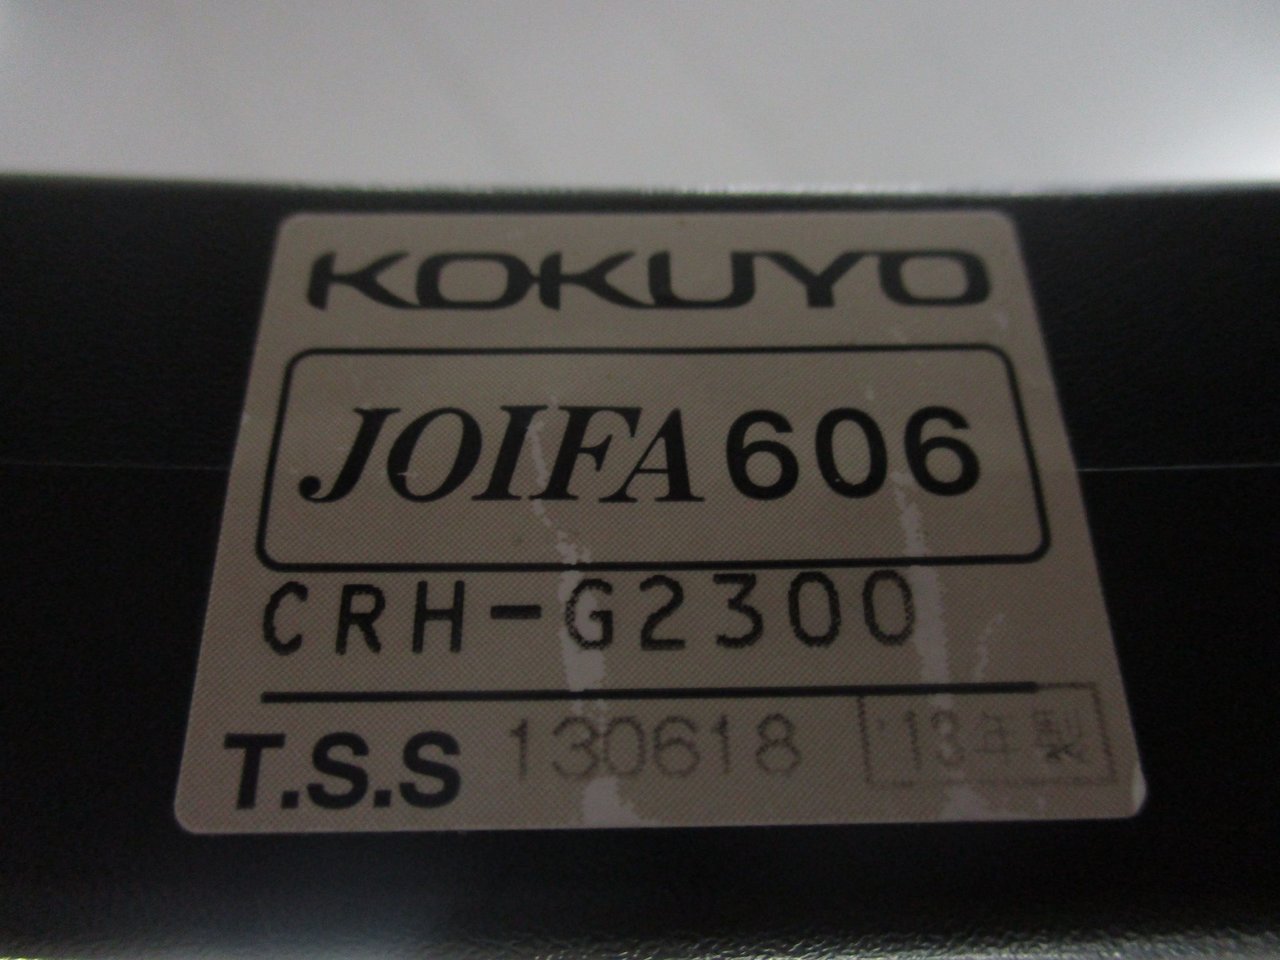 KOKUYO
JOIFA 606
CRH-G2300
T.S.S 130618 '13年製